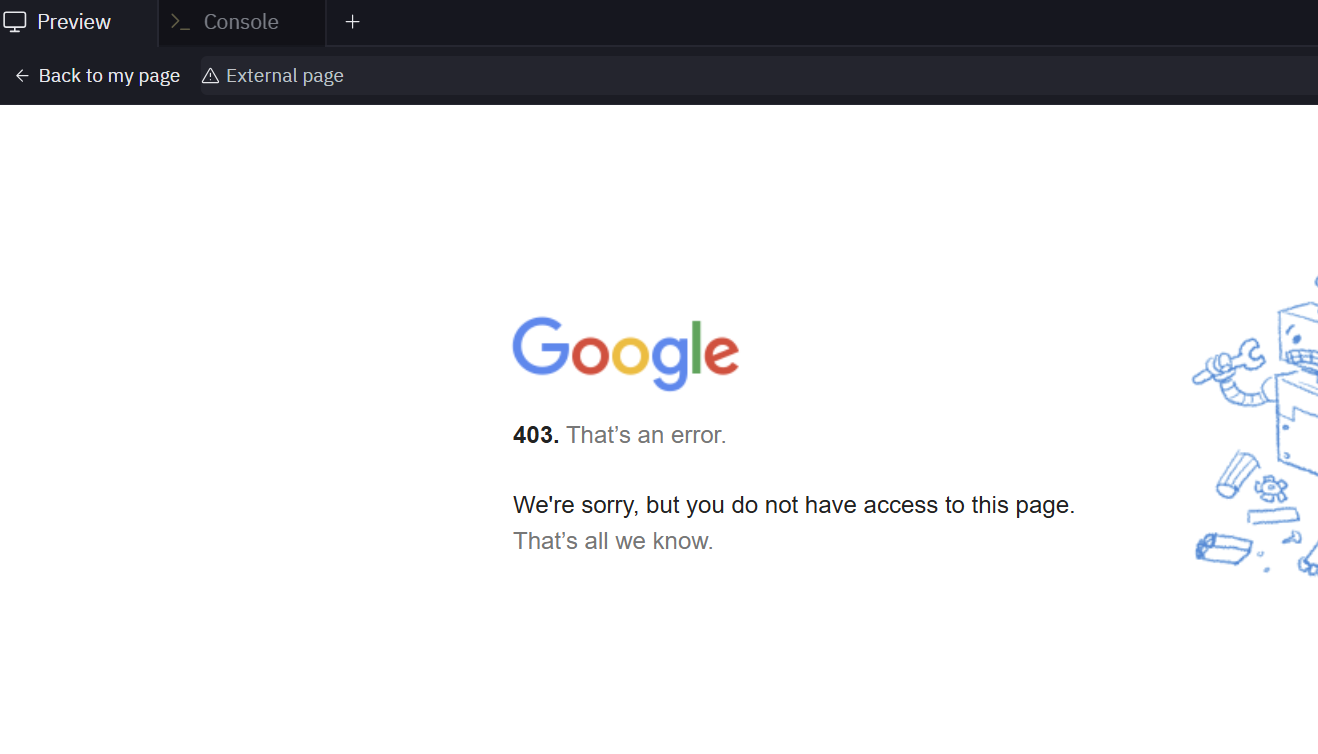 Preview
>_ Console
+
← Back to my page
External page
Google
403. That’s an error.
We're sorry, but you do not have access to this page.
That’s all we know.